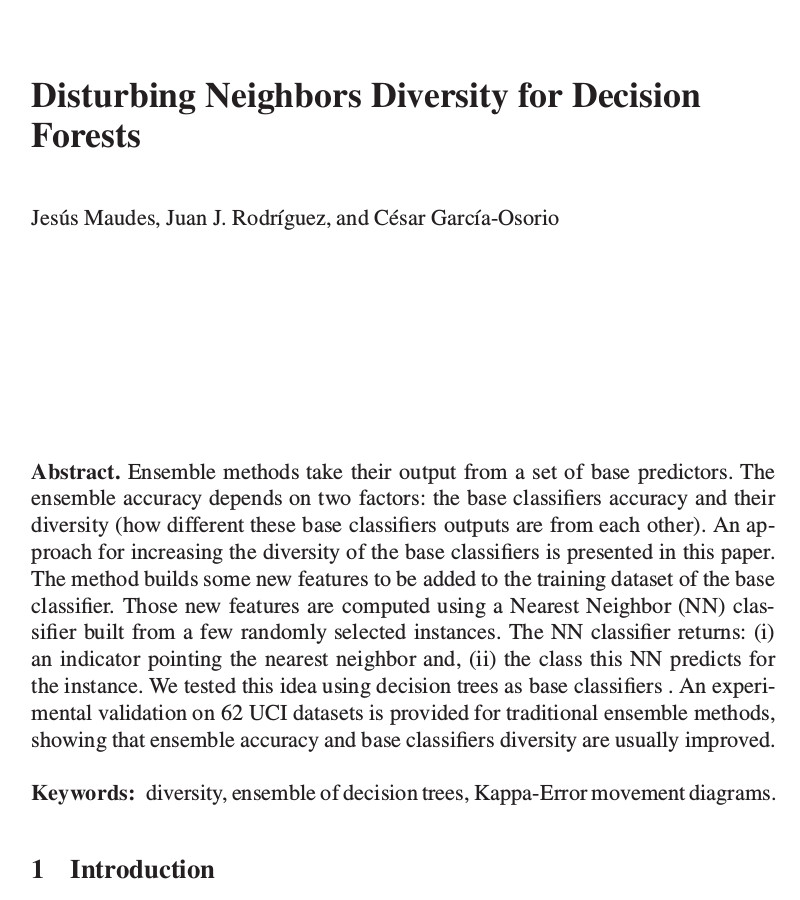 Disturbing Neighbors Diversity for Decision
Forests
Jesús Maudes, Juan J. Rodríguez, and César García-Osorio
Abstract. Ensemble methods take their output from a set of base predictors. The
ensemble accuracy depends on two factors: the base classifiers accuracy and their
diversity (how different these base classifiers outputs are from each other). An ap-
proach for increasing the diversity of the base classifiers is presented in this paper.
The method builds some new features to be added to the training dataset of the base
classifier. Those new features are computed using a Nearest Neighbor (NN) clas-
sifier built from a few randomly selected instances. The NN classifier returns: (i)
an indicator pointing the nearest neighbor and, (ii) the class this NN predicts for
the instance. We tested this idea using decision trees as base classifiers . An experi-
mental validation on 62 UCI datasets is provided for traditional ensemble methods,
showing that ensemble accuracy and base classifiers diversity are usually improved.
Keywords: diversity, ensemble of decision trees, Kappa-Error movement diagrams.
1 Introduction